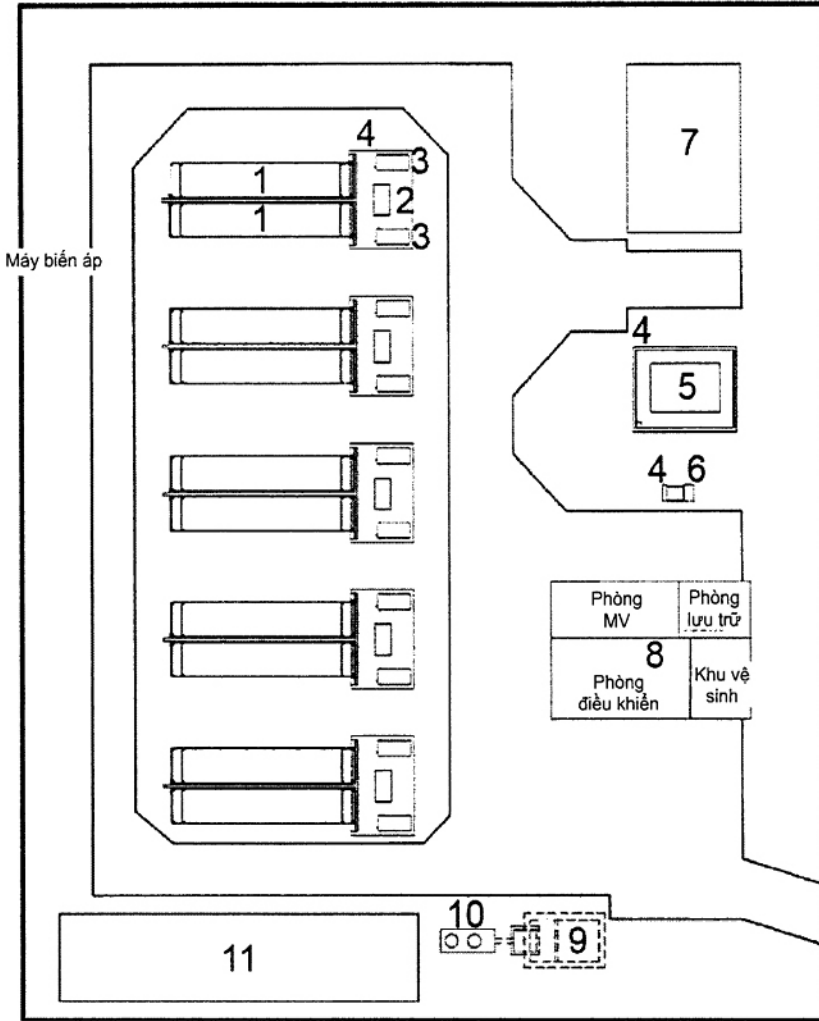 4
7
1
3
2
1
3
Máy biến áp
4
5
4 6
Phòng
MV
Phòng
lưu trữ
8
Phòng
điều khiển
Khu vệ
sinh
10
9
11